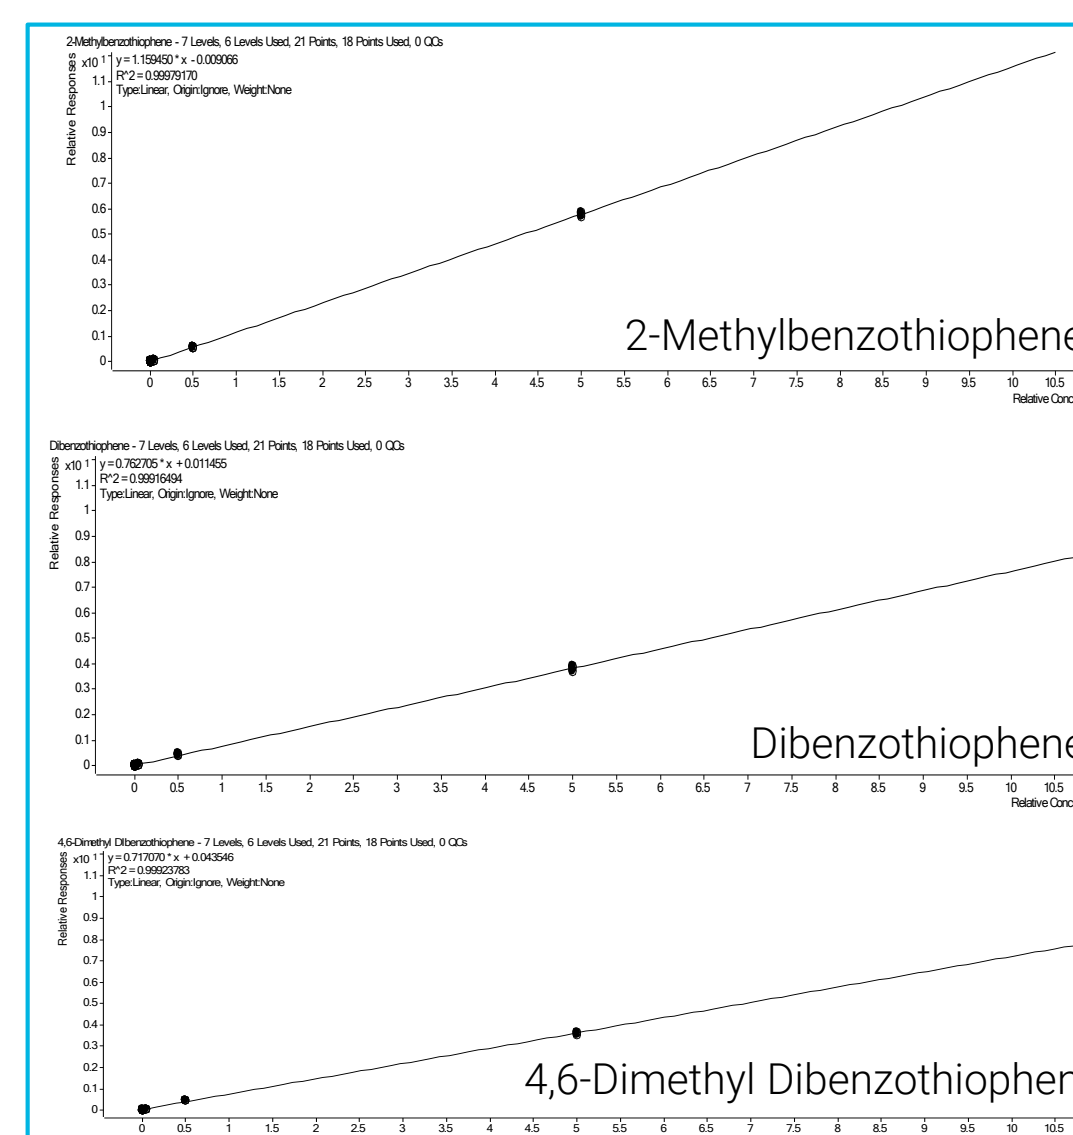 2-Methylbenzothiophene - 7 Levels, 6 Levels Used, 21 Points, 18 Points Used, 0 QCs
Relative Responses
x10 1
y = 1.159450 * x - 0.009066
R^2 = 0.99979170
Type:Linear, Origin:Ignore, Weight:None
1.1
1
0.9
0.8
0.7
0.6
0.5
0.4
0.3
0.2
0.1
0
2-Methylbenzothiophene
0 0.5 1 1.5 2 2.5 3 3.5 4 4.5 5 5.5 6 6.5 7 7.5 8 8.5 9 9.5 10 10.5
Relative Conc
Dibenzothiophene - 7 Levels, 6 Levels Used, 21 Points, 18 Points Used, 0 QCs
Relative Responses
x10 1
y = 0.762705 * x + 0.011455
R^2 = 0.99916494
Type:Linear, Origin:Ignore, Weight:None
1.1
1
0.9
0.8
0.7
0.6
0.5
0.4
0.3
0.2
0.1
0
Dibenzothiophene
0 0.5 1 1.5 2 2.5 3 3.5 4 4.5 5 5.5 6 6.5 7 7.5 8 8.5 9 9.5 10 10.5
Relative Conc
4,6-Dimethyl DIbenzothiophene - 7 Levels, 6 Levels Used, 21 Points, 18 Points Used, 0 QCs
Relative Responses
x10 1
y = 0.717070 * x + 0.043546
R^2 = 0.99923783
Type:Linear, Origin:Ignore, Weight:None
1.1
1
0.9
0.8
0.7
0.6
0.5
0.4
0.3
0.2
0.1
0
4,6-Dimethyl Dibenzothiophen
0 0.5 1 1.5 2 2.5 3 3.5 4 4.5 5 5.5 6 6.5 7 7.5 8 8.5 9 9.5 10 10.5